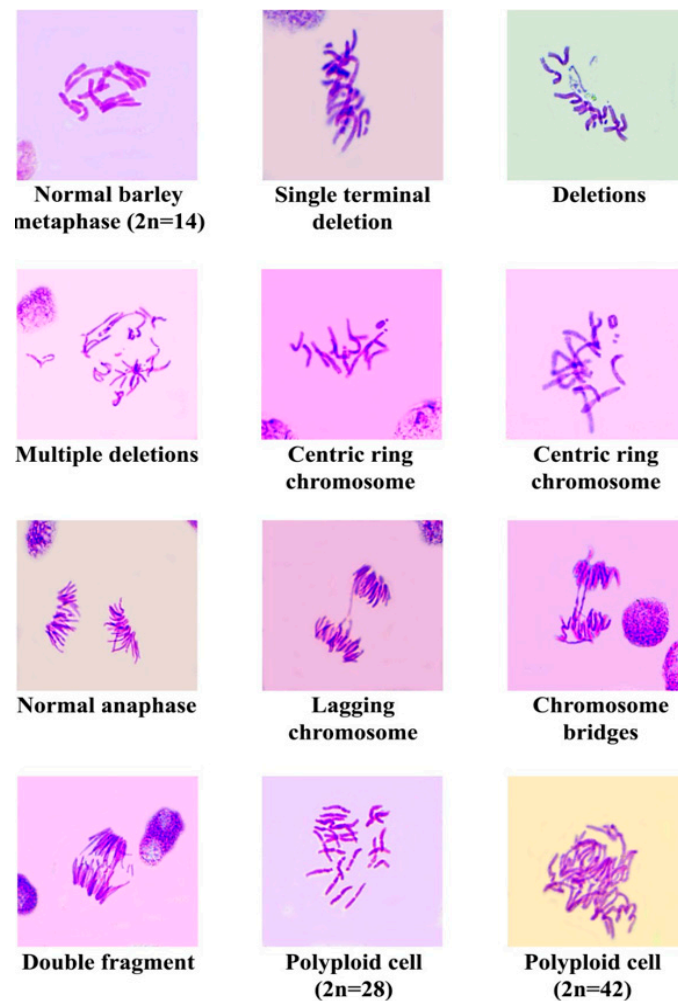 Normal barley
metaphase (2n=14)
Single terminal
deletion
Deletions
Multiple deletions
Centric ring
chromosome
Centric ring
chromosome
Normal anaphase
Lagging
chromosome
Chromosome
bridges
Double fragment
Polyploid cell
(2n=28)
Polyploid cell
(2n=42)